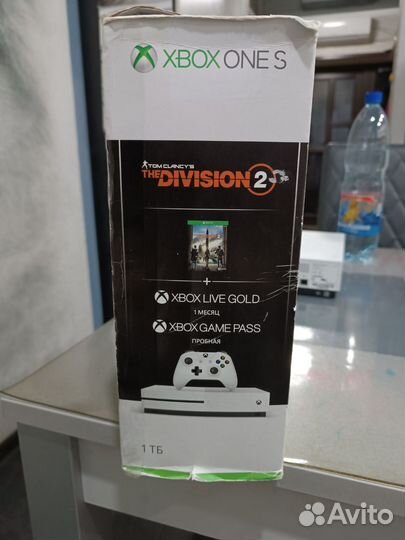 XBOX ONE S
TOM CLANCY'S
THE DIVISION 2
+
XBOX LIVE GOLD
1 МЕСЯЦ
XBOX GAME PASS
ПРОБНАЯ
1 ТБ
Avito